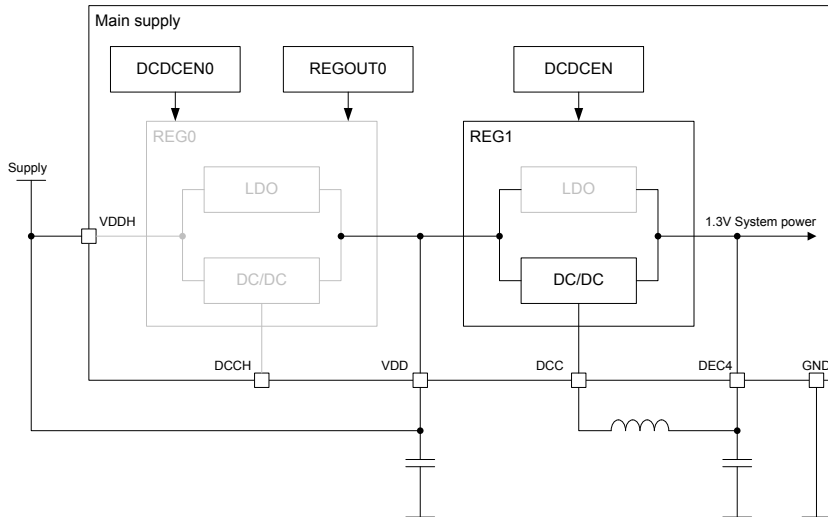 Main supply
DCDCEN0
REGOUT0
DCDCEN
REG0
REG1
Supply
LDO
LDO
VDDH
1.3V System power
DC/DC
DC/DC
DCCH
VDD
DCC
DEC4
GND